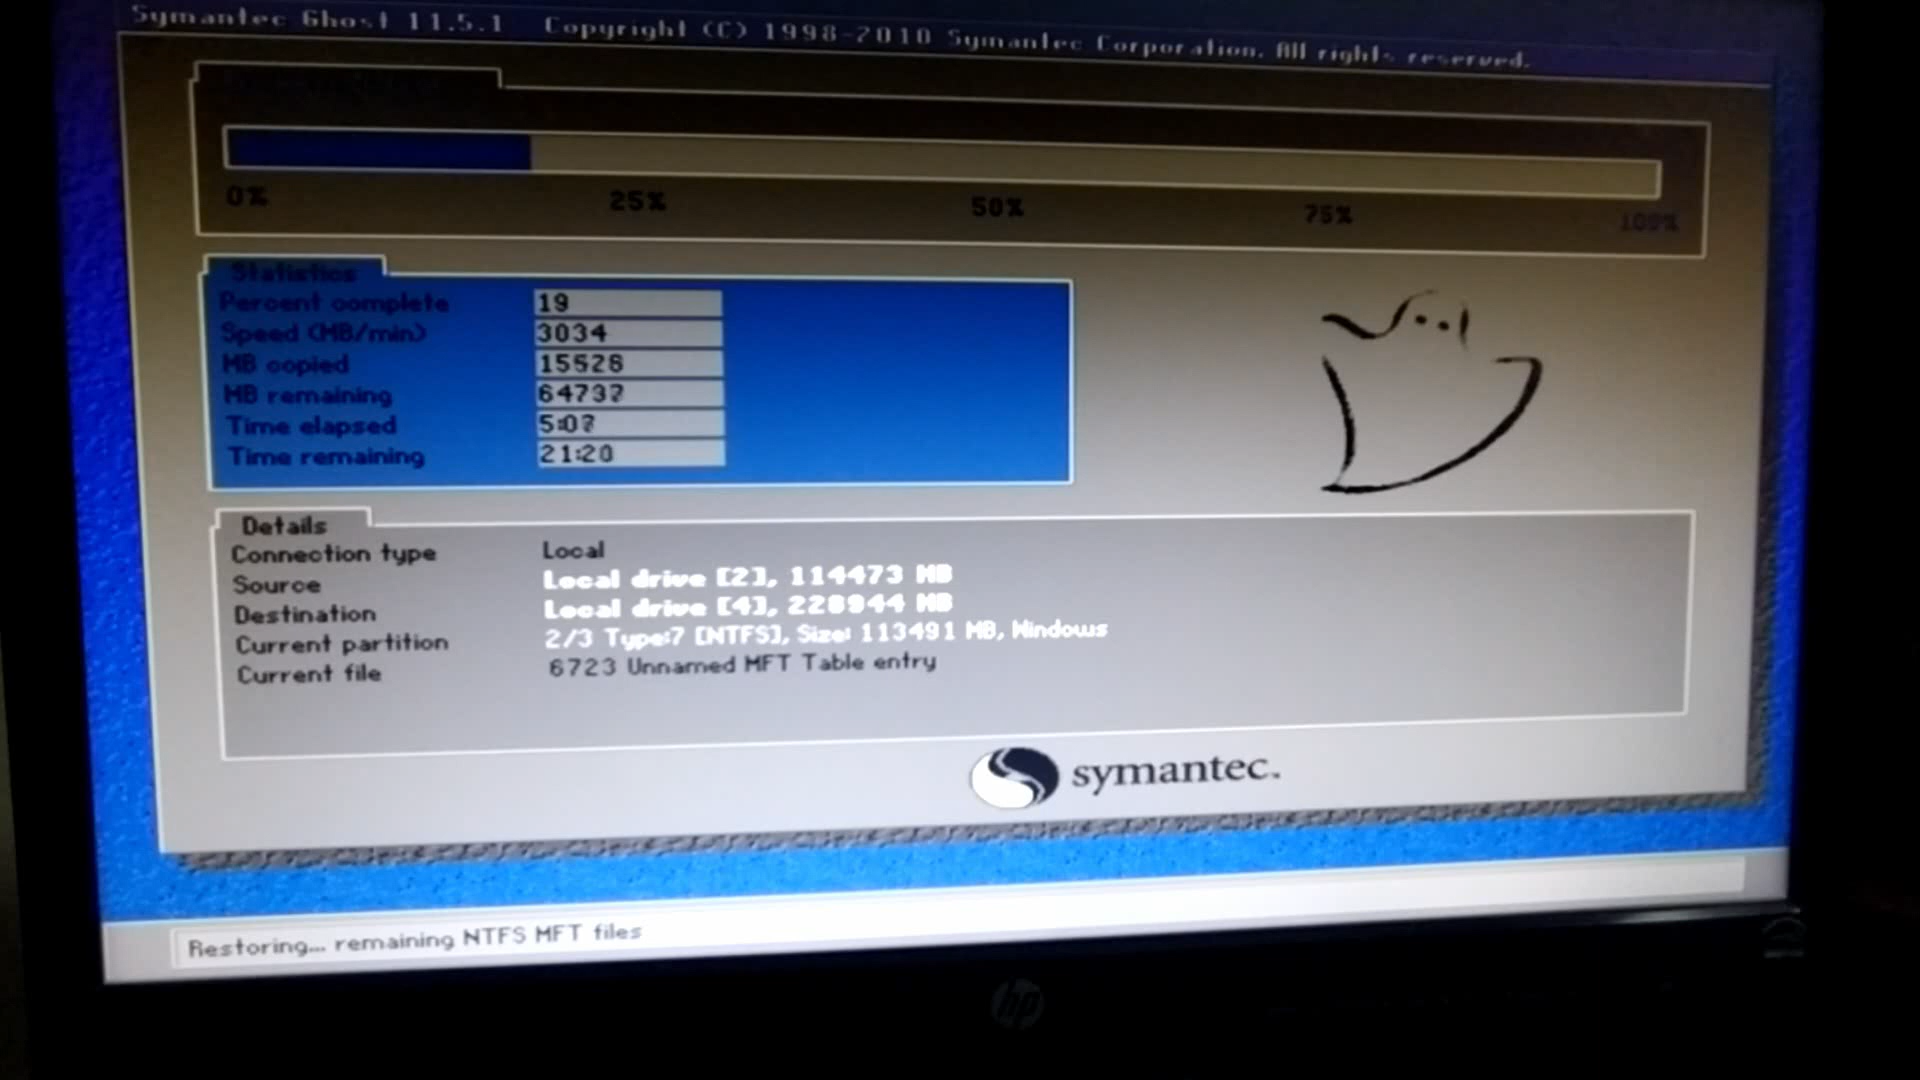 Symantec Ghost 11.5.1 Copyright (C) 1998-2010 Symantec Corporation. All rights reserved.
0% 25% 50% 75% 100%
Statistics
Percent complete 19
Speed (MB/min) 3034
MB copied 15528
MB remaining 64737
Time elapsed 5:07
Time remaining 21:20
Details
Connection type Local
Source Local drive [2], 114473 MB
Destination Local drive [4], 228944 MB
Current partition 2/3 Type:7 [NTFS], Size: 113491 MB, Windows
Current file 6723 Unnamed MFT Table entry
symantec.
Restoring... remaining NTFS MFT files
hp